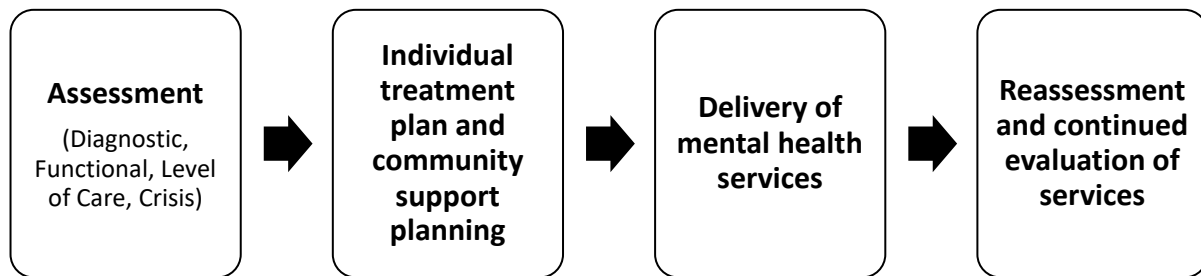 Assessment
(Diagnostic,
Functional, Level
of Care, Crisis)
Individual
treatment
plan and
community
support
planning
Delivery of
mental health
services
Reassessment
and continued
evaluation of
services